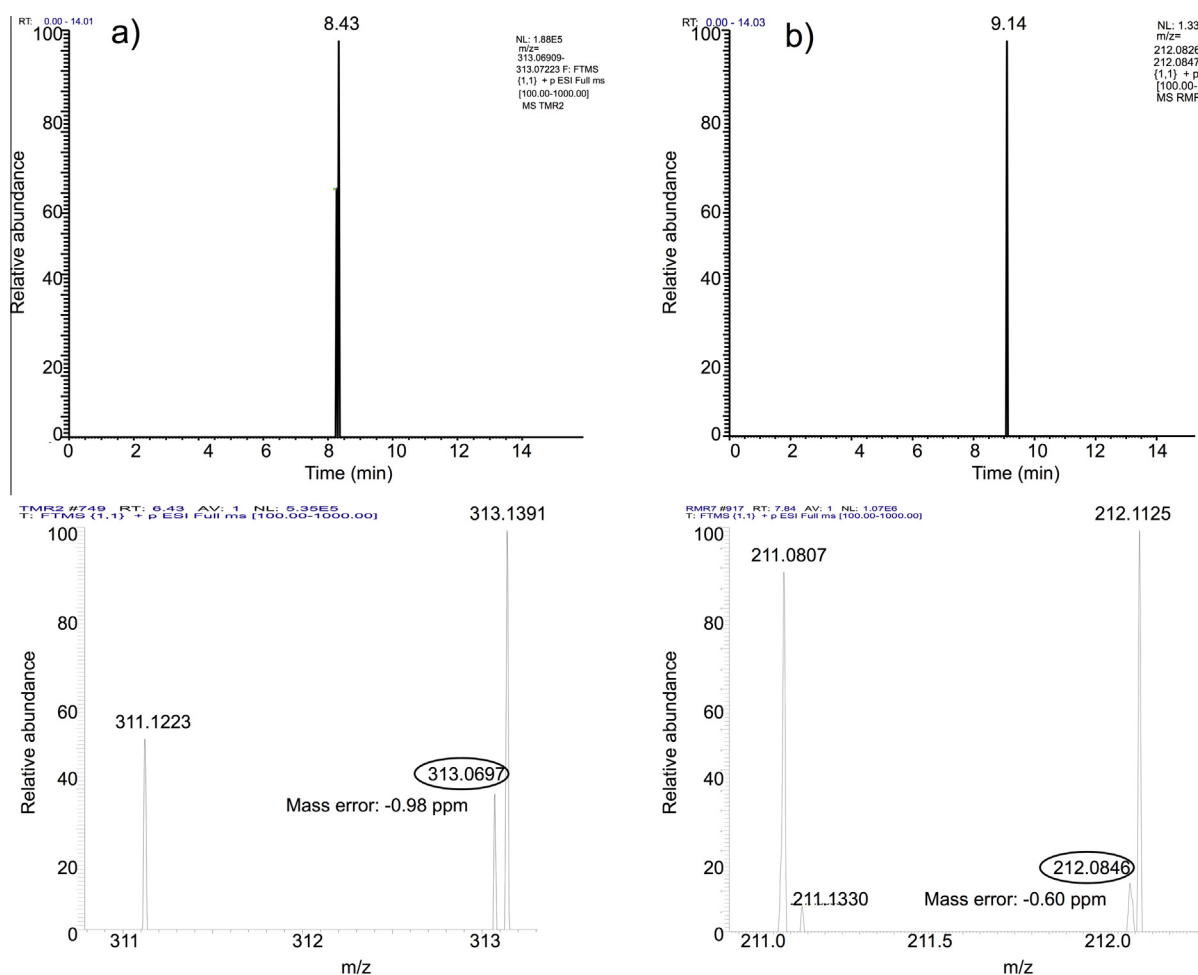 RT: 0.00 - 14.01
a)
8.43
NL: 1.88E5
m/z=
313.06909-
313.07223 F: FTMS
{1,1} + p ESI Full ms
[100.00-1000.00]
MS TMR2
100
80
60
40
20
0
Relative abundance
0 2 4 6 8 10 12 14
Time (min)
RT: 0.00 - 14.03
b)
9.14
NL: 1.33
m/z=
212.0826
212.0847
{1,1} + p
[100.00-
MS RMF
100
80
60
40
20
0
Relative abundance
0 2 4 6 8 10 12 14
Time (min)
TMR2 #749 RT: 6.43 AV: 1 NL: 5.35E5
T: FTMS {1,1} + p ESI Full ms [100.00-1000.00]
313.1391
100
80
60
40
20
0
Relative abundance
311.1223
313.0697
Mass error: -0.98 ppm
311 312 313
m/z
RMR7 #917 RT: 7.84 AV: 1 NL: 1.07E6
T: FTMS {1,1} + p ESI Full ms [100.00-1000.00]
212.1125
211.0807
100
80
60
40
20
0
Relative abundance
212.0846
211.1330
Mass error: -0.60 ppm
211.0 211.5 212.0
m/z